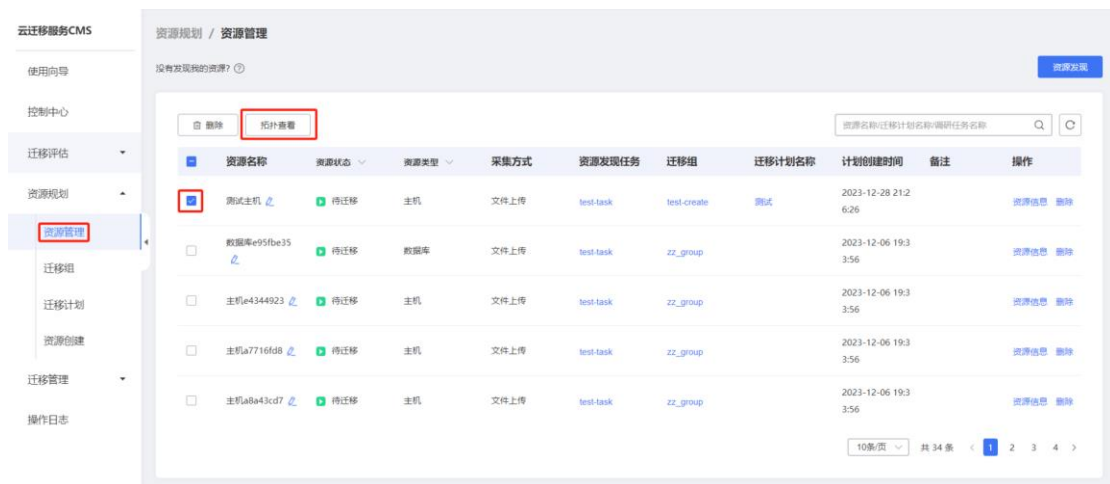 云迁移服务CMS
资源规划 / 资源管理
使用向导
没有发现我的资源?
资源发现
控制中心
删除
拓扑查看
资源名称/迁移计划名称/调研任务名称
迁移评估
资源名称 资源状态 资源类型 采集方式 资源发现任务 迁移组 迁移计划名称 计划创建时间 备注 操作
资源规划
测试主机 待迁移 主机 文件上传 test-task test-create 测试 2023-12-28 21:2 资源信息 删除
6:26
资源管理
数据库e95fbe35 待迁移 数据库 文件上传 test-task zz_group 2023-12-06 19:3 资源信息 删除
3:56
迁移组
主机e4344923 待迁移 主机 文件上传 test-task zz_group 2023-12-06 19:3 资源信息 删除
3:56
迁移计划
资源创建
主机a7716fd8 待迁移 主机 文件上传 test-task zz_group 2023-12-06 19:3 资源信息 删除
3:56
迁移管理
主机a8a43cd7 待迁移 主机 文件上传 test-task zz_group 2023-12-06 19:3 资源信息 删除
3:56
操作日志
10条/页 共 34 条 < 1 2 3 4 >